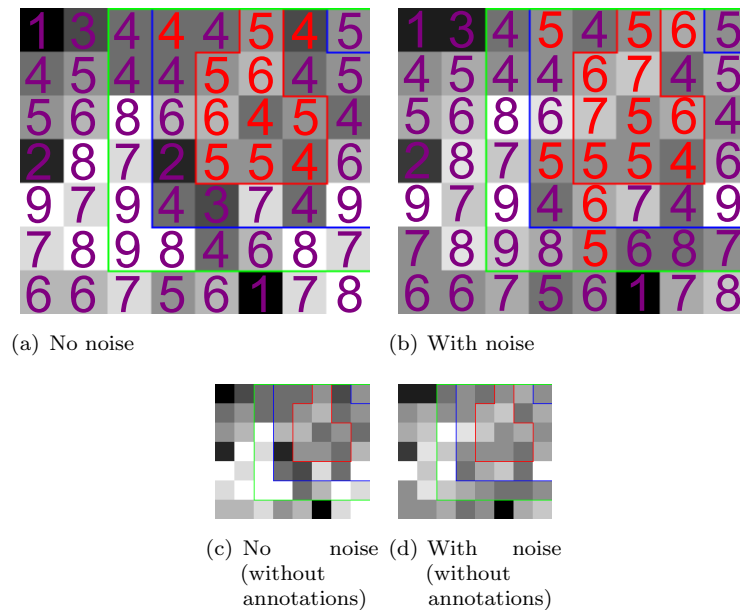 1 3 4 4 4 5 4 5
4 5 4 4 5 6 4 5
5 6 8 6 6 4 5 4
2 8 7 2 5 5 4 6
9 7 9 4 3 7 4 9
7 8 9 8 4 6 8 7
6 6 7 5 6 1 7 8
(a) No noise
1 3 4 5 4 5 6 5
4 5 4 4 6 7 4 5
5 6 8 6 7 5 6 4
2 8 7 5 5 5 4 6
9 7 9 4 6 7 4 9
7 8 9 8 5 6 8 7
6 6 7 5 6 1 7 8
(b) With noise
(c) No noise
(without
annotations)
(d) With noise
(without
annotations)